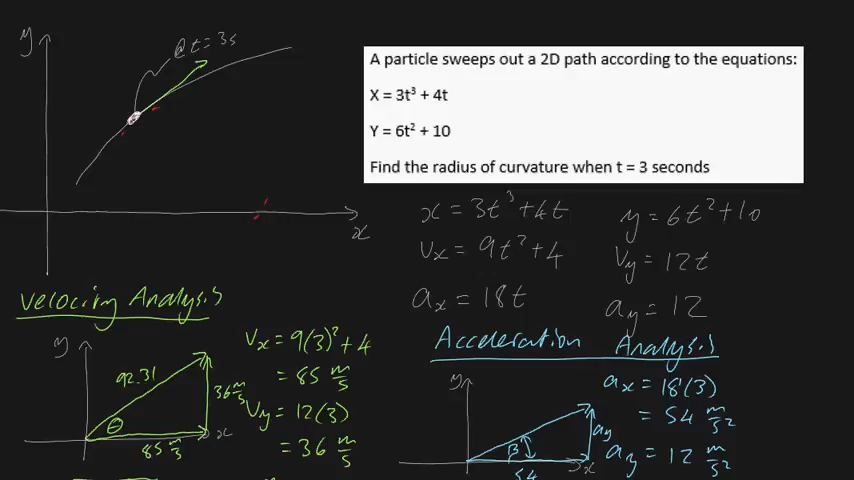 y
@t=3s
x
A particle sweeps out a 2D path according to the equations:
X = 3t³ + 4t
Y = 6t² + 10
Find the radius of curvature when t = 3 seconds
x = 3t³+4t
y = 6t²+10
Vx = 9t²+4
Vy = 12t
ax = 18t
ay = 12
Velocity Analysis
y
92.31
θ
36 m/s
85 m/s
x
Vx = 9(3)²+4
= 85 m/s
Vy = 12(3)
= 36 m/s
Acceleration Analysis
y
β
ay
54
x
ax = 18(3)
= 54 m/s²
ay = 12 m/s²